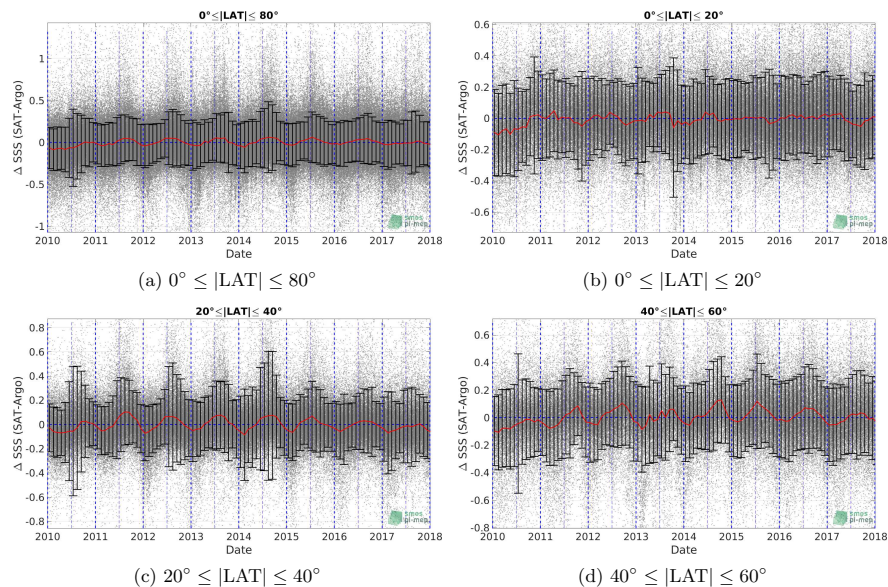 0°≤|LAT|≤ 80°
Δ SSS (SAT-Argo)
1
0.5
0
-0.5
-1
2010 2011 2012 2013 2014 2015 2016 2017 2018
Date
smos
pi-mep
(a) 0° ≤ |LAT| ≤ 80°
0°≤|LAT|≤ 20°
Δ SSS (SAT-Argo)
0.6
0.4
0.2
0
-0.2
-0.4
-0.6
2010 2011 2012 2013 2014 2015 2016 2017 2018
Date
smos
pi-mep
(b) 0° ≤ |LAT| ≤ 20°
20°≤|LAT|≤ 40°
Δ SSS (SAT-Argo)
0.8
0.6
0.4
0.2
0
-0.2
-0.4
-0.6
-0.8
2010 2011 2012 2013 2014 2015 2016 2017 2018
Date
smos
pi-mep
(c) 20° ≤ |LAT| ≤ 40°
40°≤|LAT|≤ 60°
Δ SSS (SAT-Argo)
0.6
0.4
0.2
0
-0.2
-0.4
-0.6
-0.8
2010 2011 2012 2013 2014 2015 2016 2017 2018
Date
smos
pi-mep
(d) 40° ≤ |LAT| ≤ 60°